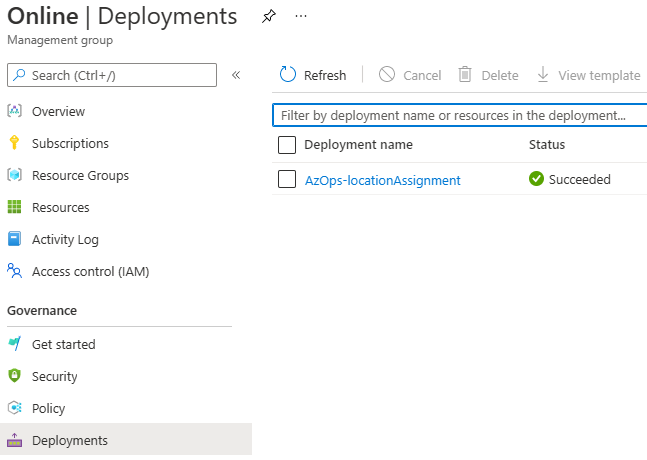 Online | Deployments ···
Management group
Search (Ctrl+/) «
Overview
Subscriptions
Resource Groups
Resources
Activity Log
Access control (IAM)
Governance
Get started
Security
Policy
Deployments
Refresh Cancel Delete View template
Filter by deployment name or resources in the deployment...
Deployment name Status
AzOps-locationAssignment Succeeded